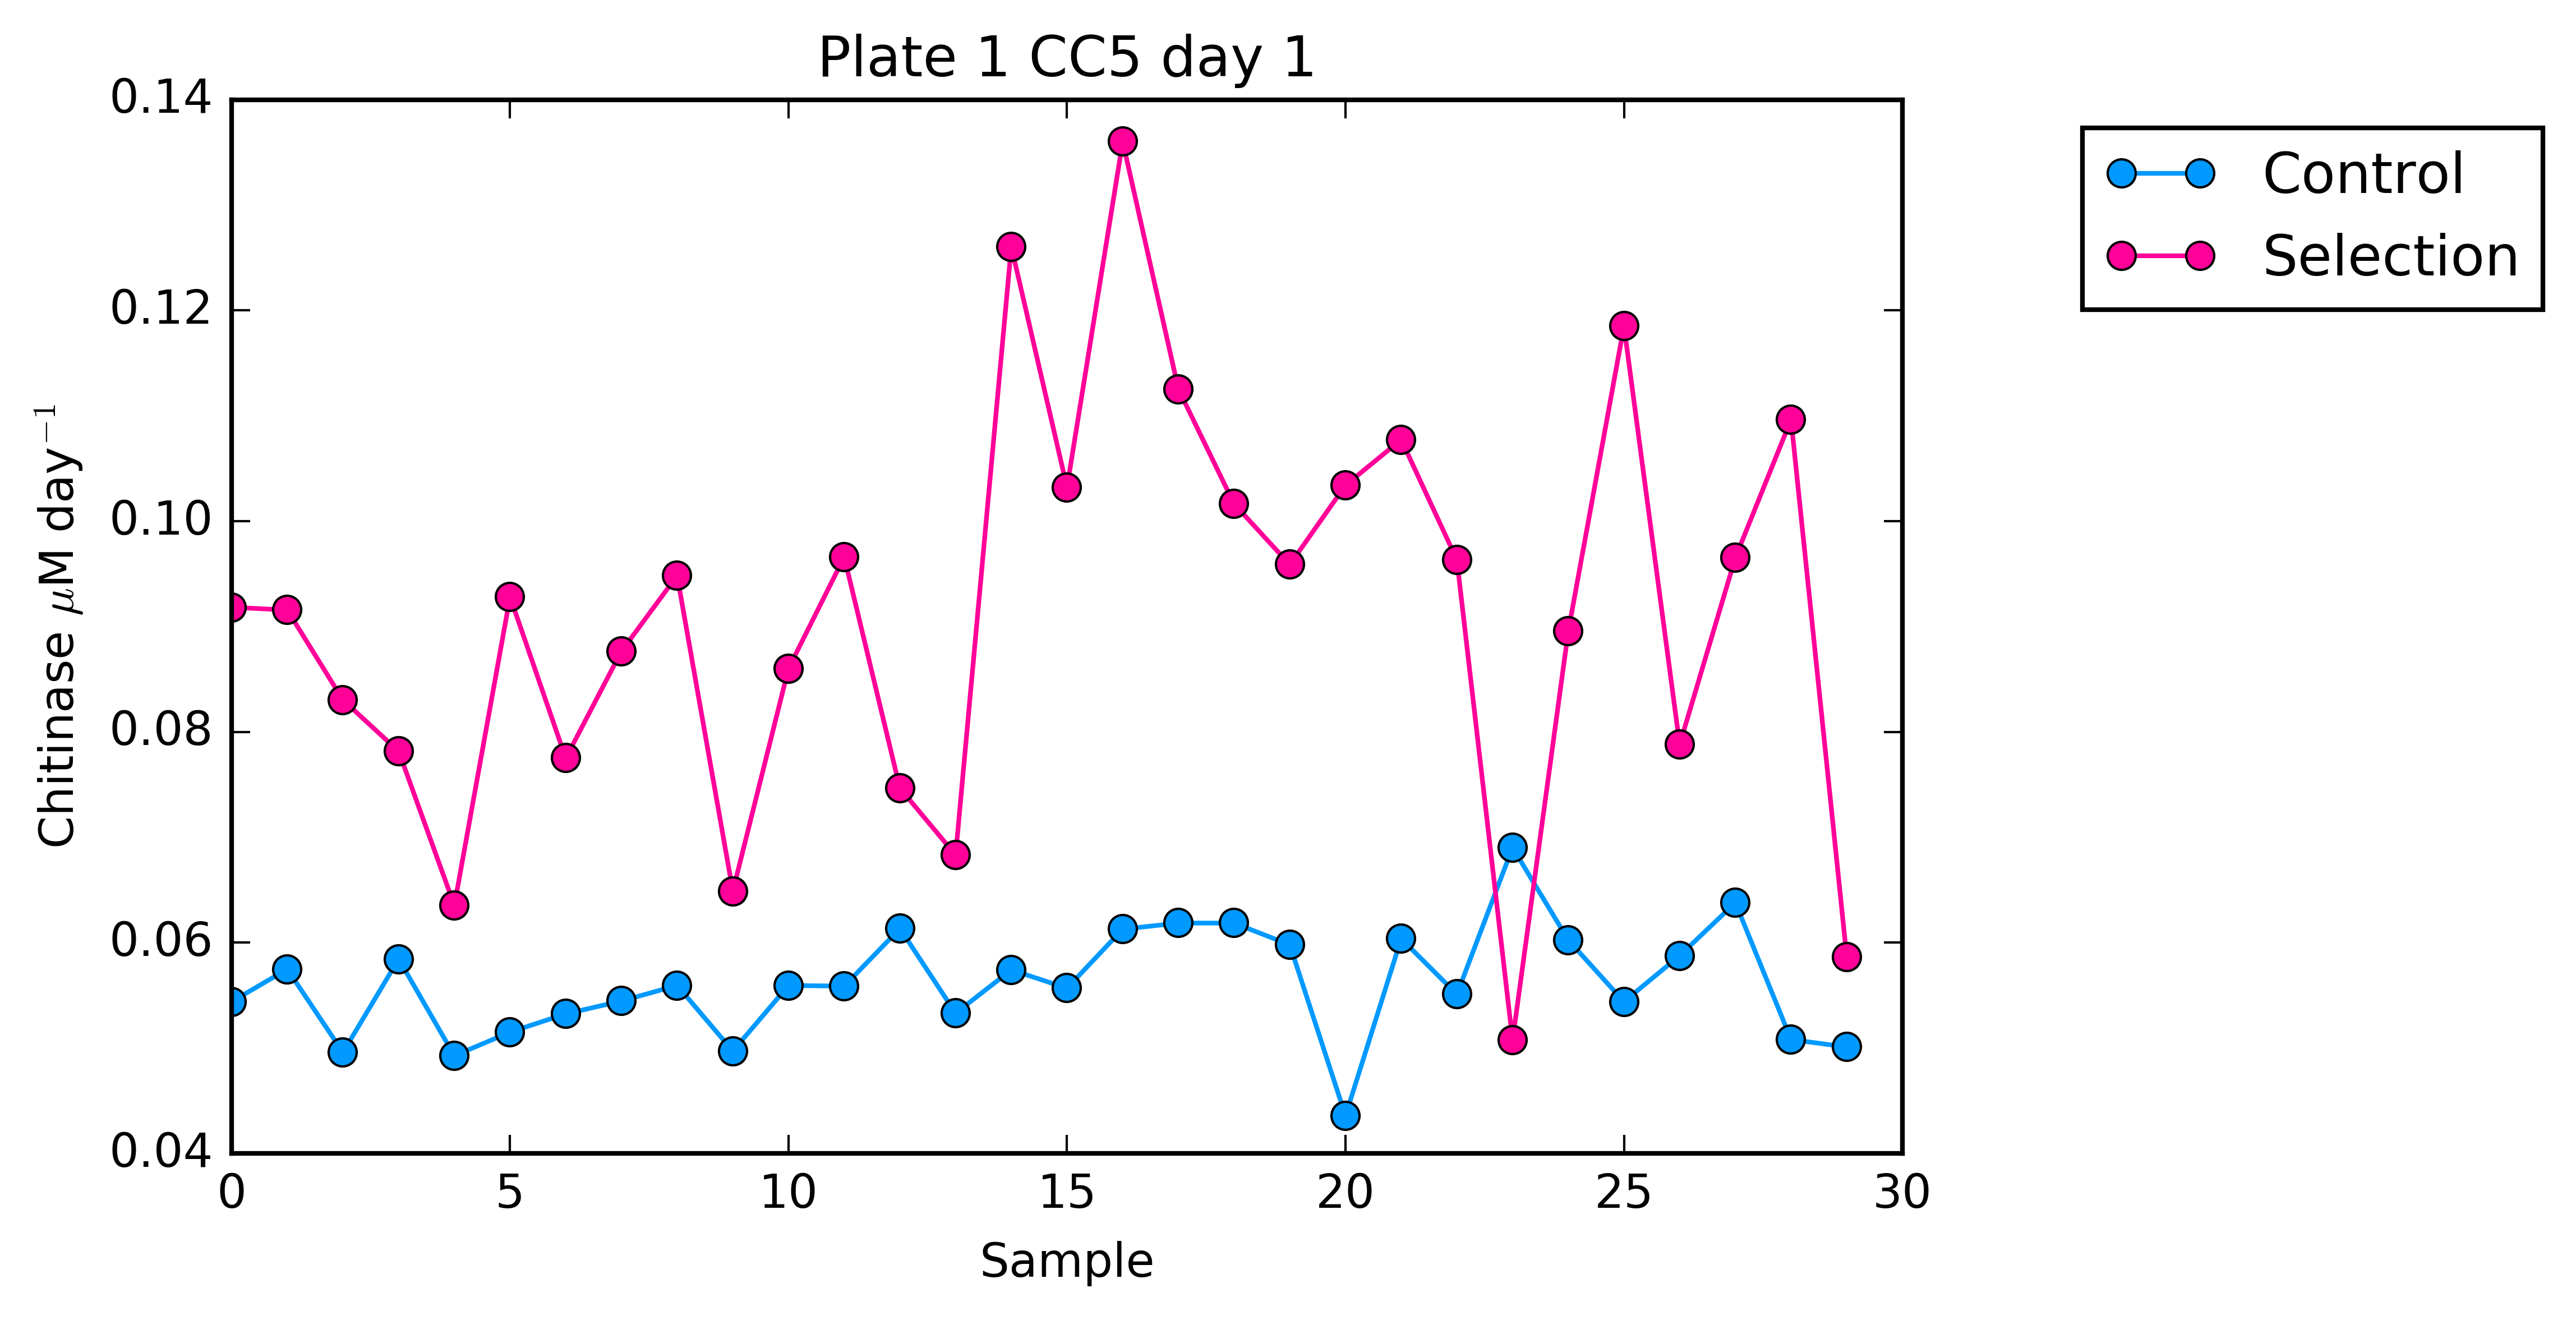 Plate 1 CC5 day 1
0.14
0.12
0.10
0.08
0.06
0.04
Chitinase μM day⁻¹
0 5 10 15 20 25 30
Sample
Control
Selection